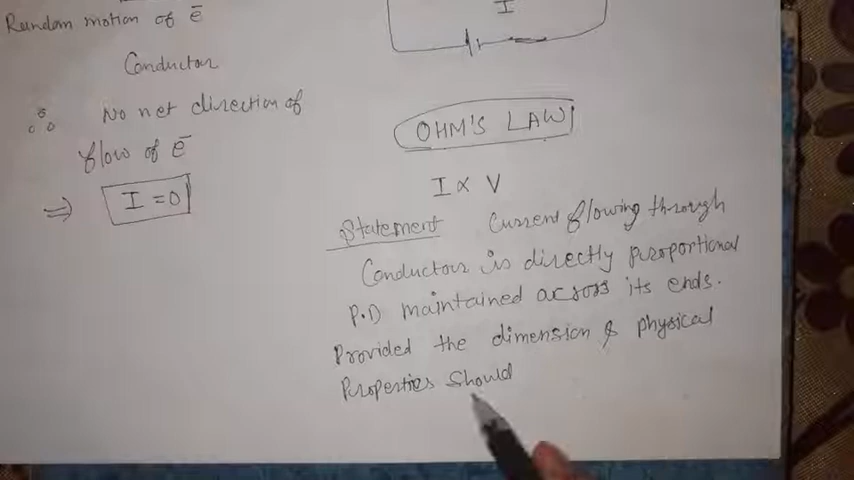 Random motion of e̅
Conductor
∴ No net direction of
flow of e̅
⇒ I = 0
I
OHM'S LAW
I ∝ V
Statement Current flowing through
Conductor is directly proportional
P.D maintained across its ends.
Provided the dimension & physical
Properties should